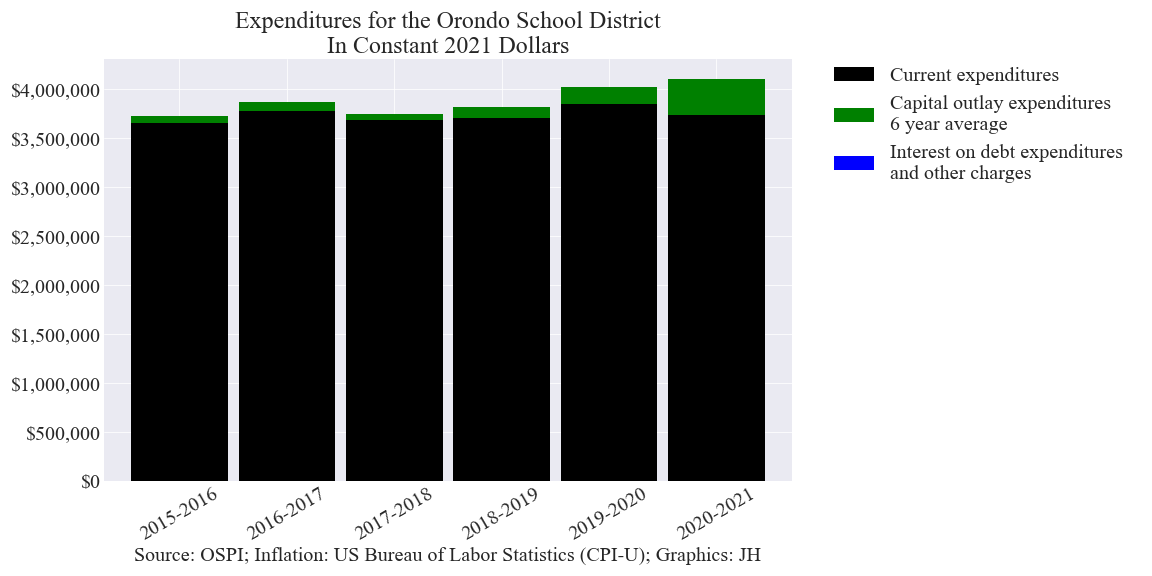 Expenditures for the Orondo School District
In Constant 2021 Dollars
$4,000,000
$3,500,000
$3,000,000
$2,500,000
$2,000,000
$1,500,000
$1,000,000
$500,000
$0
2015-2016
2016-2017
2017-2018
2018-2019
2019-2020
2020-2021
Source: OSPI; Inflation: US Bureau of Labor Statistics (CPI-U); Graphics: JH
Current expenditures
Capital outlay expenditures
6 year average
Interest on debt expenditures
and other charges